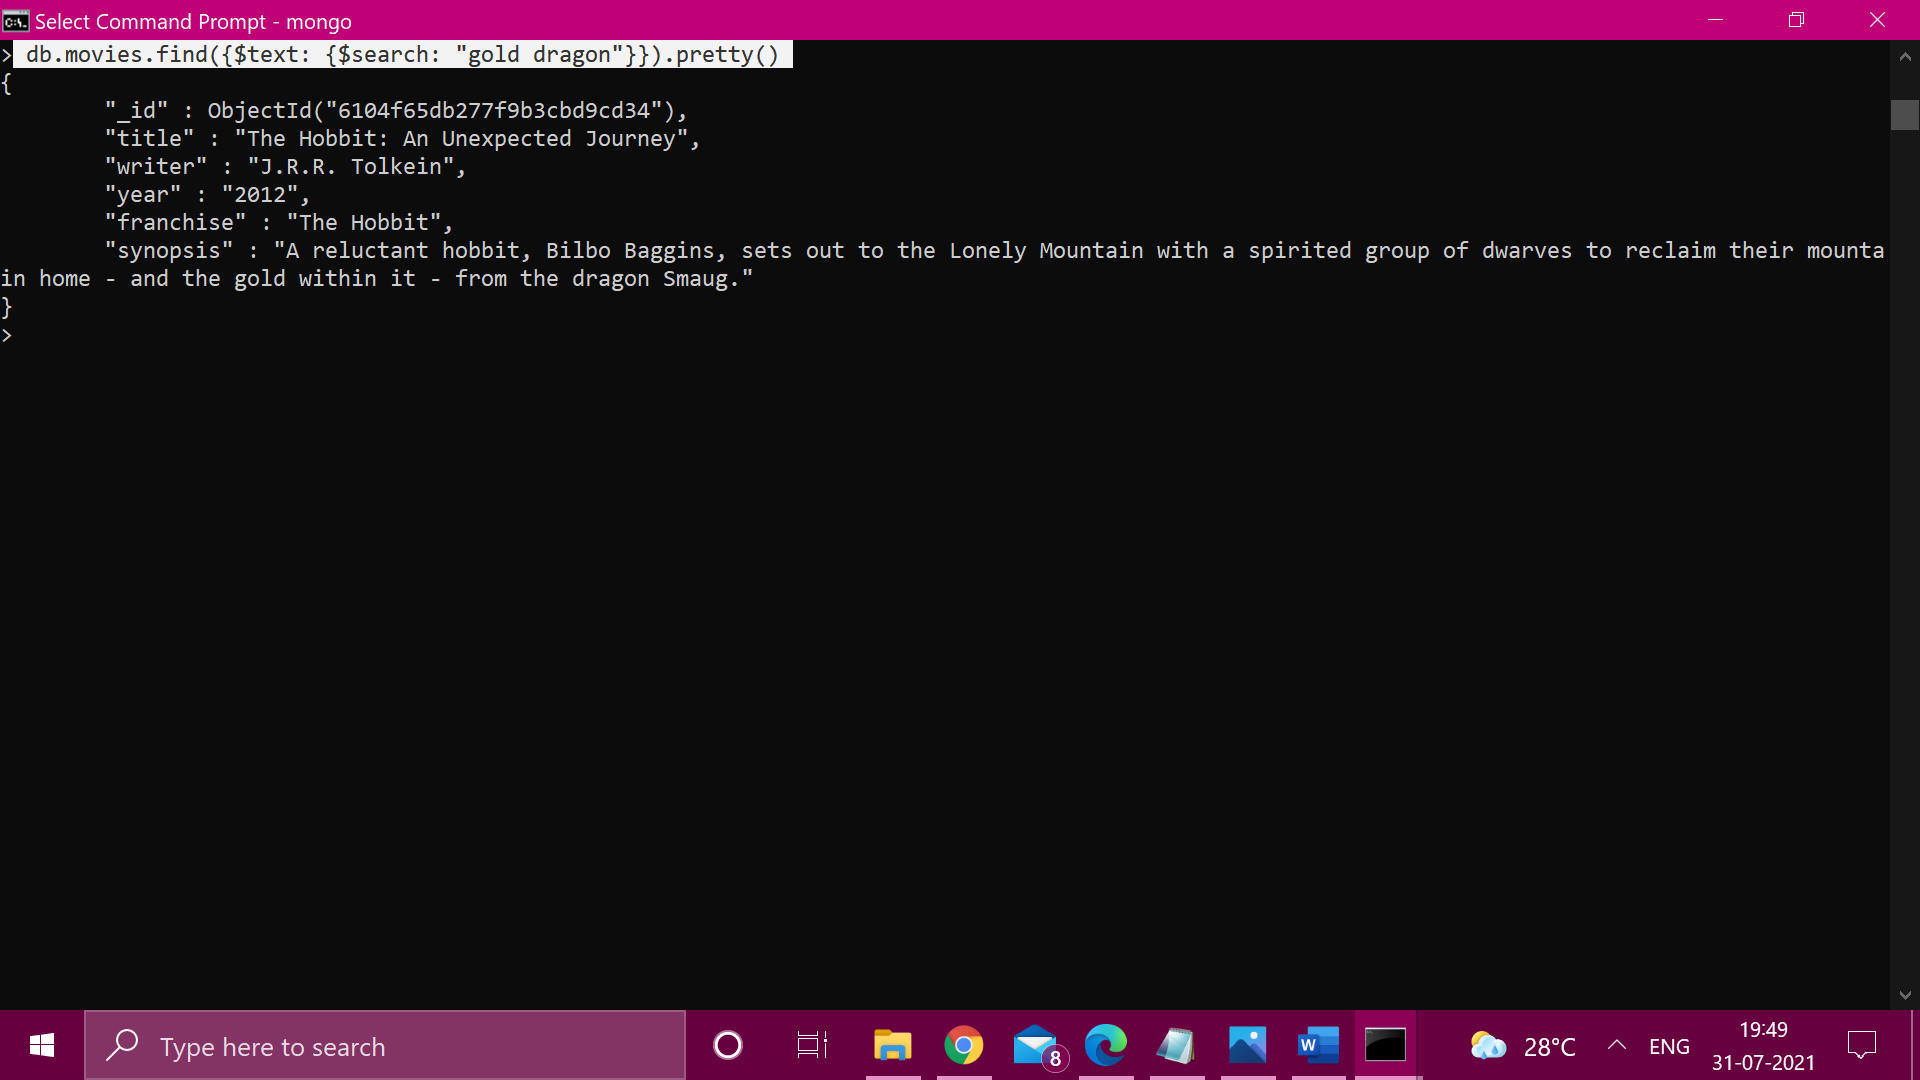 Select Command Prompt - mongo
> db.movies.find({$text: {$search: "gold dragon"}}).pretty()
{
"_id" : ObjectId("6104f65db277f9b3cbd9cd34"),
"title" : "The Hobbit: An Unexpected Journey",
"writer" : "J.R.R. Tolkein",
"year" : "2012",
"franchise" : "The Hobbit",
"synopsis" : "A reluctant hobbit, Bilbo Baggins, sets out to the Lonely Mountain with a spirited group of dwarves to reclaim their mounta
in home - and the gold within it - from the dragon Smaug."
}
>
Type here to search
8
W
28°C
ENG
19:49
31-07-2021